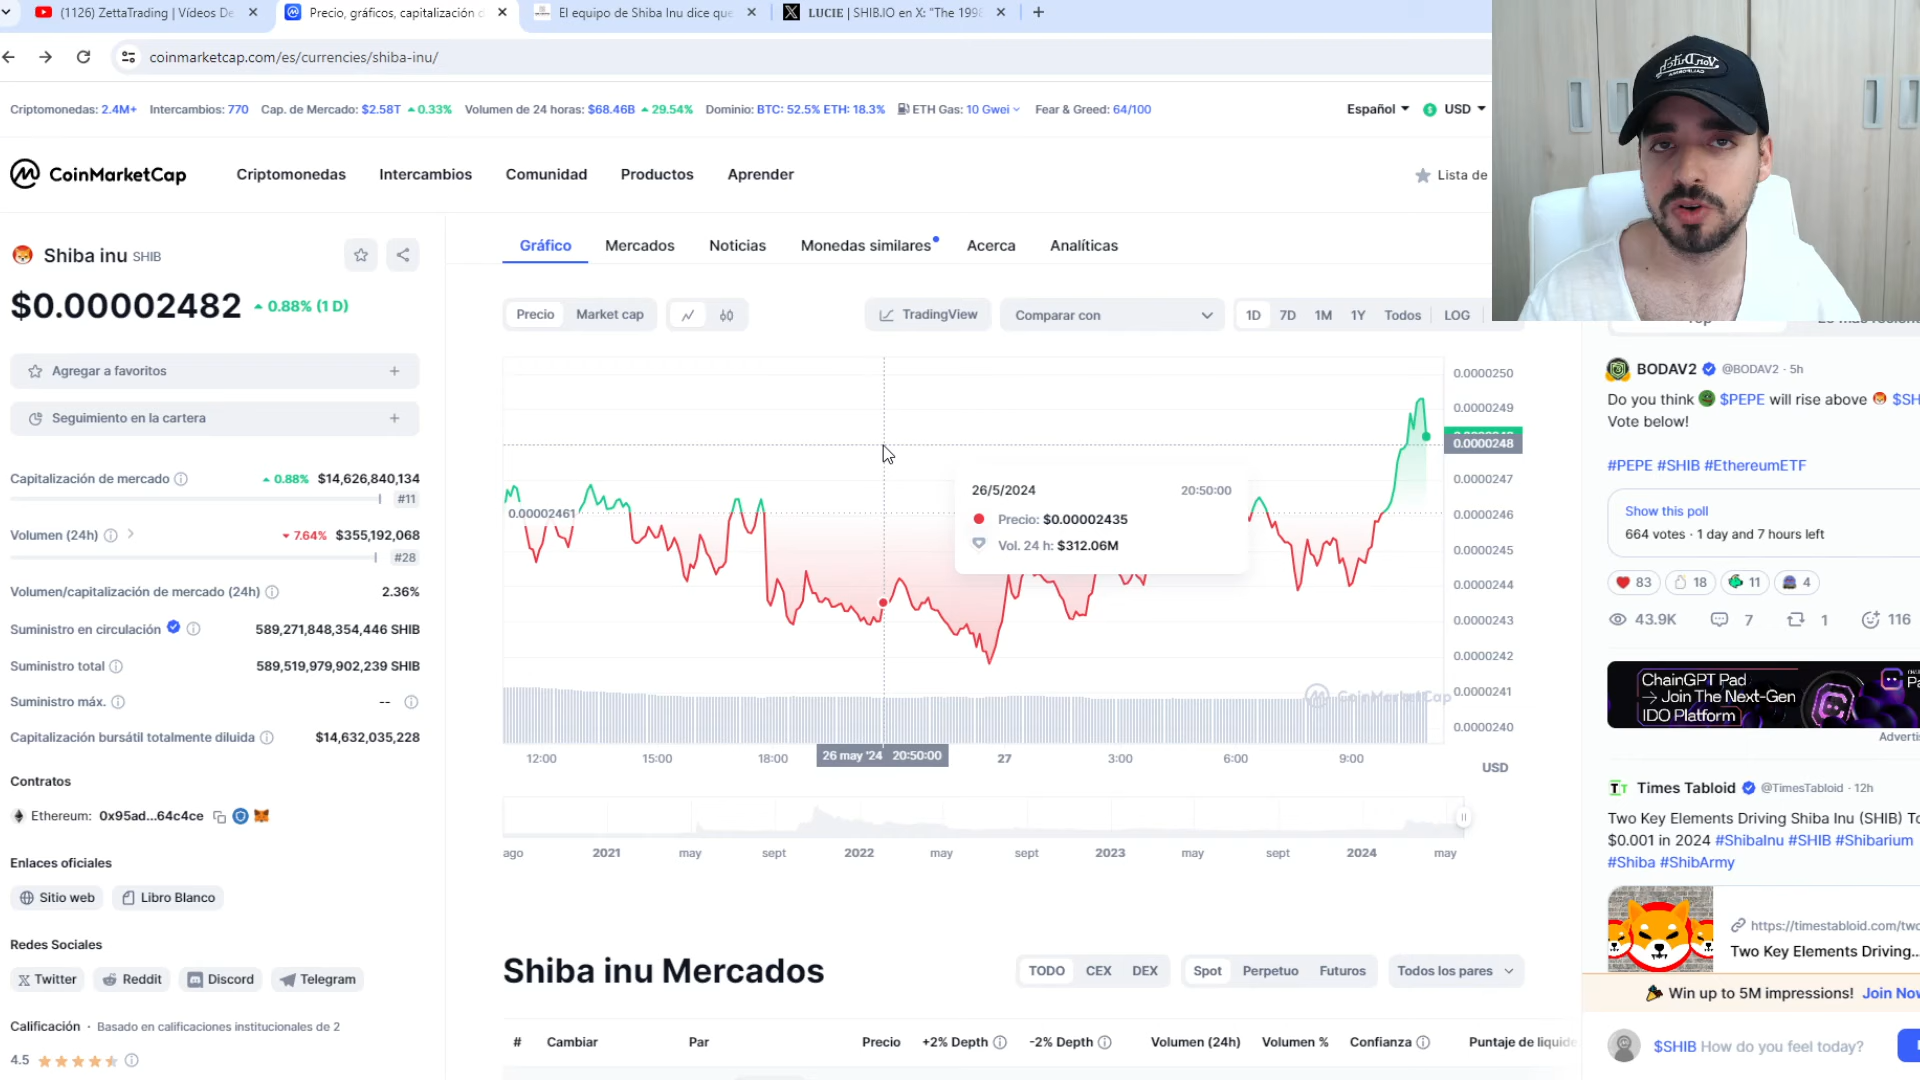 (1126) ZettaTrading | Vídeos De
Precio, gráficos, capitalización d
El equipo de Shiba Inu dice que
LUCIE | SHIB.IO en X: "The 1998
coinmarketcap.com/es/currencies/shiba-inu/
Criptomonedas: 2.4M+ Intercambios: 770 Cap. de Mercado: $2.58T 0.33% Volumen de 24 horas: $68.46B 29.54% Dominio: BTC: 52.5% ETH: 18.3% ETH Gas: 10 Gwei Fear & Greed: 64/100
Español USD
CoinMarketCap
Criptomonedas Intercambios Comunidad Productos Aprender
Lista de
Shiba inu SHIB
$0.00002482 0.88% (1 D)
Agregar a favoritos
Seguimiento en la cartera
Capitalización de mercado 0.88% $14,626,840,134
#11
Volumen (24h) 7.64% $355,192,068
#28
Volumen/capitalización de mercado (24h) 2.36%
Suministro en circulación 589,271,848,354,446 SHIB
Suministro total 589,519,979,902,239 SHIB
Suministro máx. --
Capitalización bursátil totalmente diluida $14,632,035,228
Contratos
Ethereum: 0x95ad...64c4ce
Enlaces oficiales
Sitio web Libro Blanco
Redes Sociales
Twitter Reddit Discord Telegram
Calificación · Basado en calificaciones institucionales de 2
4.5
Gráfico Mercados Noticias Monedas similares Acerca Analíticas
Precio Market cap
TradingView
Comparar con
1D 7D 1M 1Y Todos LOG
0.0000250
0.0000249
0.0000248
0.0000247
0.0000246
0.0000245
0.0000244
0.0000243
0.0000242
0.0000241
0.0000240
0.00002461
26/5/2024 20:50:00
Precio: $0.00002435
Vol. 24 h: $312.06M
CoinMarketCap
12:00 15:00 18:00 26 may '24 20:50:00 27 3:00 6:00 9:00
USD
ago 2021 may sept 2022 may sept 2023 may sept 2024 may
Shiba inu Mercados
TODO CEX DEX
Spot Perpetuo Futuros
Todos los pares
# Cambiar Par Precio +2% Depth -2% Depth Volumen (24h) Volumen % Confianza Puntaje de liquide
BODAV2 @BODAV2 · 5h
Do you think $PEPE will rise above $SH
Vote below!
#PEPE #SHIB #EthereumETF
Show this poll
664 votes · 1 day and 7 hours left
83 18 11 4
43.9K 7 1 116
ChainGPT Pad
→ Join The Next-Gen
IDO Platform
Adverti
Times Tabloid @TimesTabloid · 12h
Two Key Elements Driving Shiba Inu (SHIB) To
$0.001 in 2024 #ShibaInu #SHIB #Shibarium
#Shiba #ShibArmy
https://timestabloid.com/two
Two Key Elements Driving...
Win up to 5M impressions! Join Now
$SHIB How do you feel today?